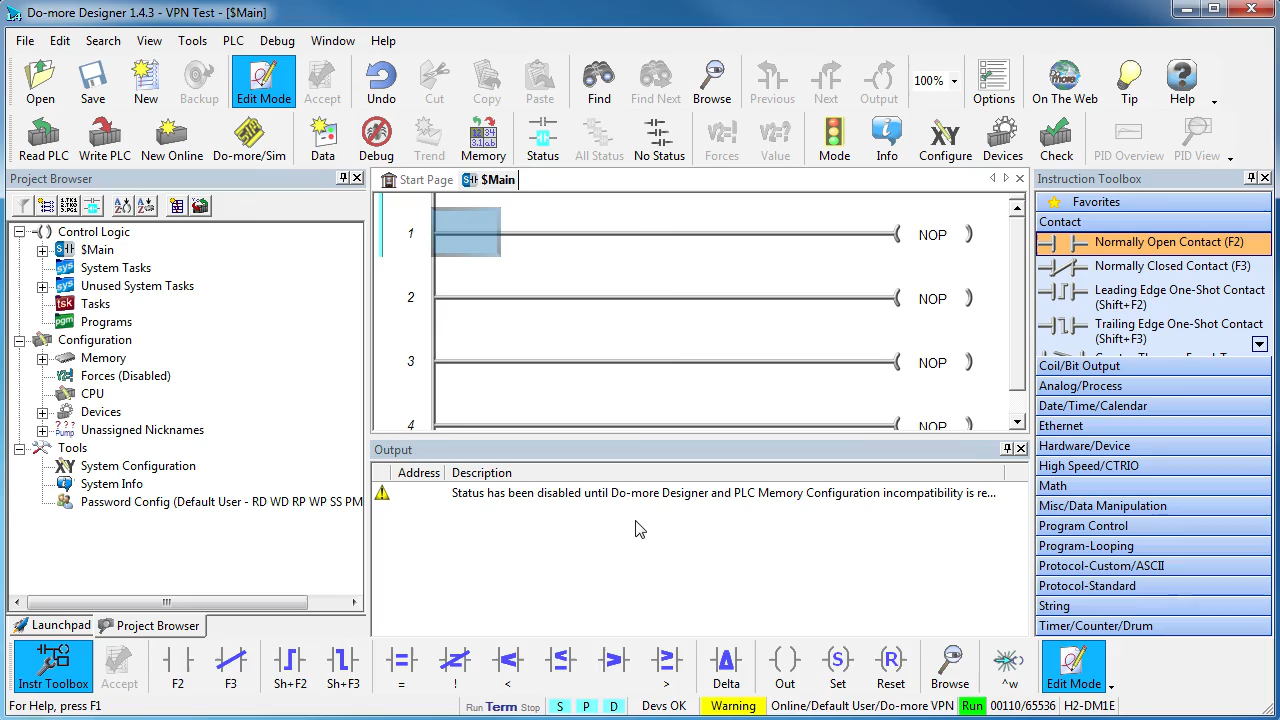 Do-more Designer 1.4.3 - VPN Test - [$Main]
File Edit Search View Tools PLC Debug Window Help
Open Save New Backup Edit Mode Accept Undo Cut Copy Paste Find Find Next Browse Previous Next Output 100% Options On The Web Tip Help
Read PLC Write PLC New Online Do-more/Sim Data Debug Trend Memory Status All Status No Status Forces Value Mode Info Configure Devices Check PID Overview PID View
Project Browser
Control Logic
$Main
System Tasks
Unused System Tasks
Tasks
Programs
Configuration
Memory
Forces (Disabled)
CPU
Devices
Unassigned Nicknames
Tools
System Configuration
System Info
Password Config (Default User - RD WD RP WP SS PM
Launchpad Project Browser
Start Page $Main
1 NOP
2 NOP
3 NOP
4 NOP
Output
Address Description
Status has been disabled until Do-more Designer and PLC Memory Configuration incompatibility is re...
Instruction Toolbox
Favorites
Contact
Normally Open Contact (F2)
Normally Closed Contact (F3)
Leading Edge One-Shot Contact
(Shift+F2)
Trailing Edge One-Shot Contact
(Shift+F3)
Coil/Bit Output
Analog/Process
Date/Time/Calendar
Ethernet
Hardware/Device
High Speed/CTRIO
Math
Misc/Data Manipulation
Program Control
Program-Looping
Protocol-Custom/ASCII
Protocol-Standard
String
Timer/Counter/Drum
Instr Toolbox Accept F2 F3 Sh+F2 Sh+F3 = ! < ≤ > Delta Out Set Reset Browse ^w Edit Mode
For Help, press F1 Run Term Stop S P D Devs OK Warning Online/Default User/Do-more VPN Run 00110/65536 H2-DM1E